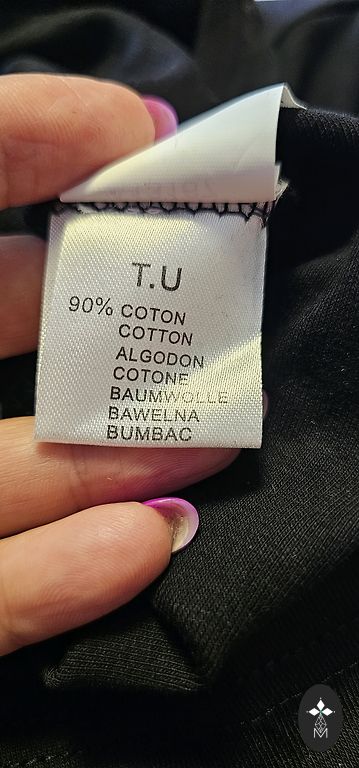 T.U
90% COTON
COTTON
ALGODON
COTONE
BAUMWOLLE
BAWELNA
BUMBAC
M